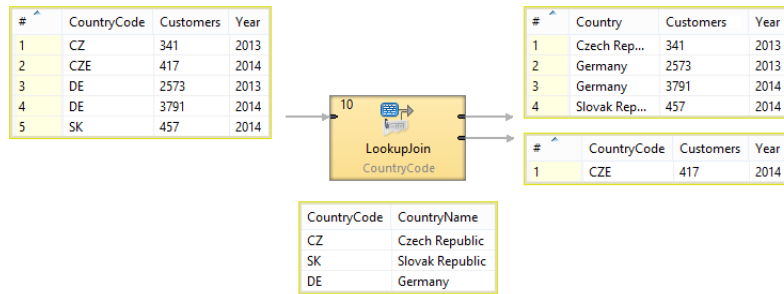 # CountryCode Customers Year
1 CZ 341 2013
2 CZE 417 2014
3 DE 2573 2013
4 DE 3791 2014
5 SK 457 2014
10
LookupJoin
CountryCode
# Country Customers Year
1 Czech Rep... 341 2013
2 Germany 2573 2013
3 Germany 3791 2014
4 Slovak Rep... 457 2014
# CountryCode Customers Year
1 CZE 417 2014
CountryCode CountryName
CZ Czech Republic
SK Slovak Republic
DE Germany